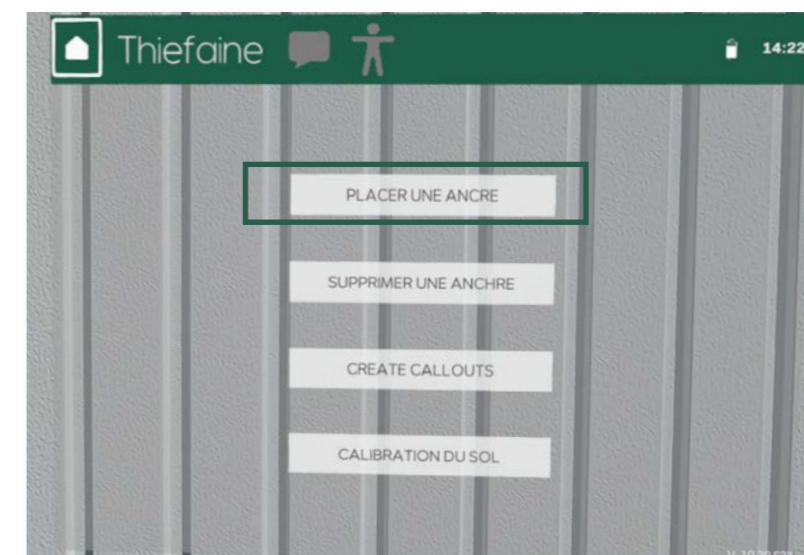 Thiefaine
14:22
PLACER UNE ANCRE
SUPPRIMER UNE ANCHRE
CREATE CALLOUTS
CALIBRATION DU SOL